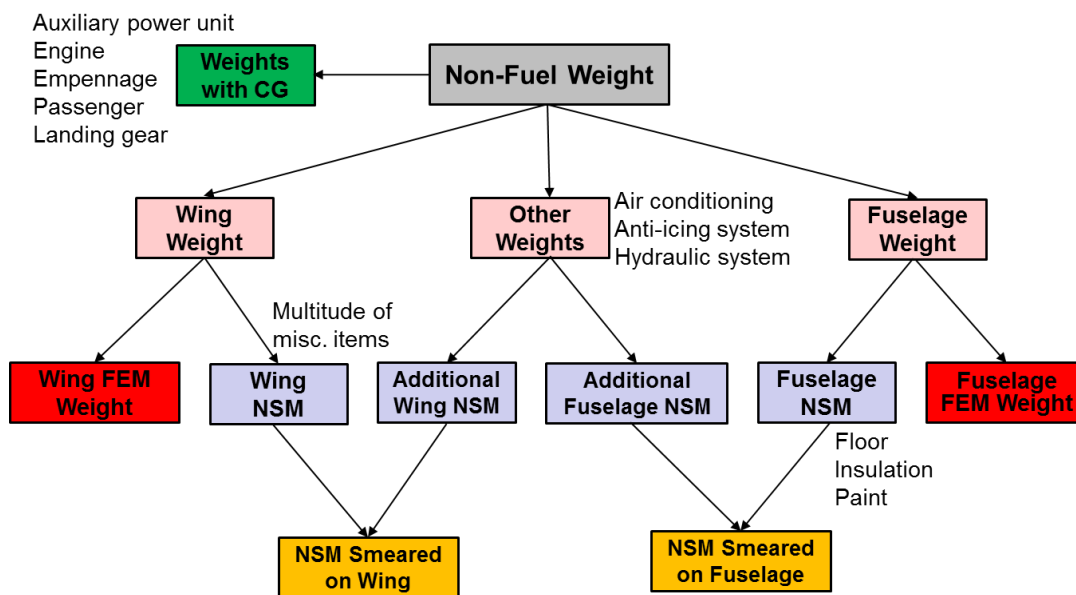 Auxiliary power unit
Engine
Empennage
Passenger
Landing gear
Weights
with CG
Non-Fuel Weight
Wing
Weight
Other
Weights
Air conditioning
Anti-icing system
Hydraulic system
Fuselage
Weight
Multitude of
misc. items
Wing FEM
Weight
Wing
NSM
Additional
Wing NSM
Additional
Fuselage NSM
Fuselage
NSM
Fuselage
FEM Weight
Floor
Insulation
Paint
NSM Smeared
on Wing
NSM Smeared
on Fuselage